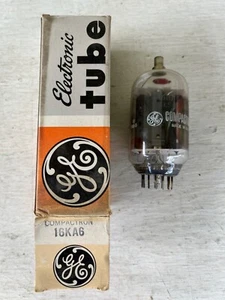 Electronic
tube
GE
COMPACTRON
16KA6
GE
GE
COMPACTRON